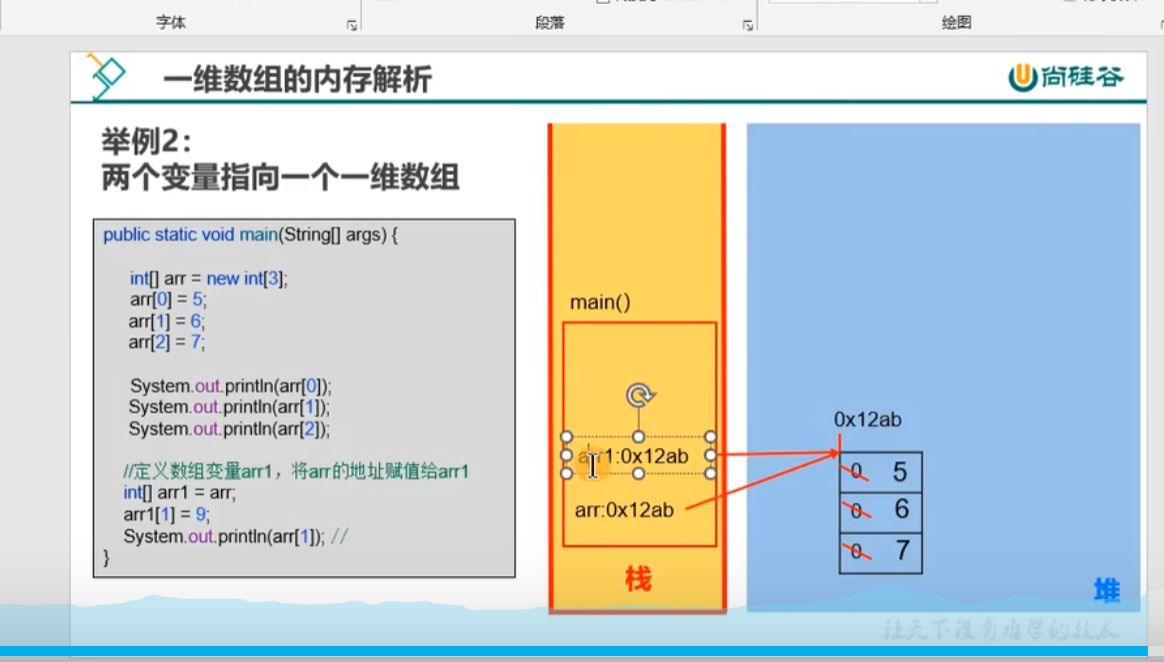 字体
段落
绘图
一维数组的内存解析
尚硅谷
举例2：
两个变量指向一个一维数组
public static void main(String[] args) {
int[] arr = new int[3];
arr[0] = 5;
arr[1] = 6;
arr[2] = 7;
System.out.println(arr[0]);
System.out.println(arr[1]);
System.out.println(arr[2]);
//定义数组变量arr1，将arr的地址赋值给arr1
int[] arr1 = arr;
arr1[1] = 9;
System.out.println(arr[1]); //
}
main()
arr1:0x12ab
arr:0x12ab
栈
0x12ab
0 5
0 6
0 7
堆
让天下没有难学的技术